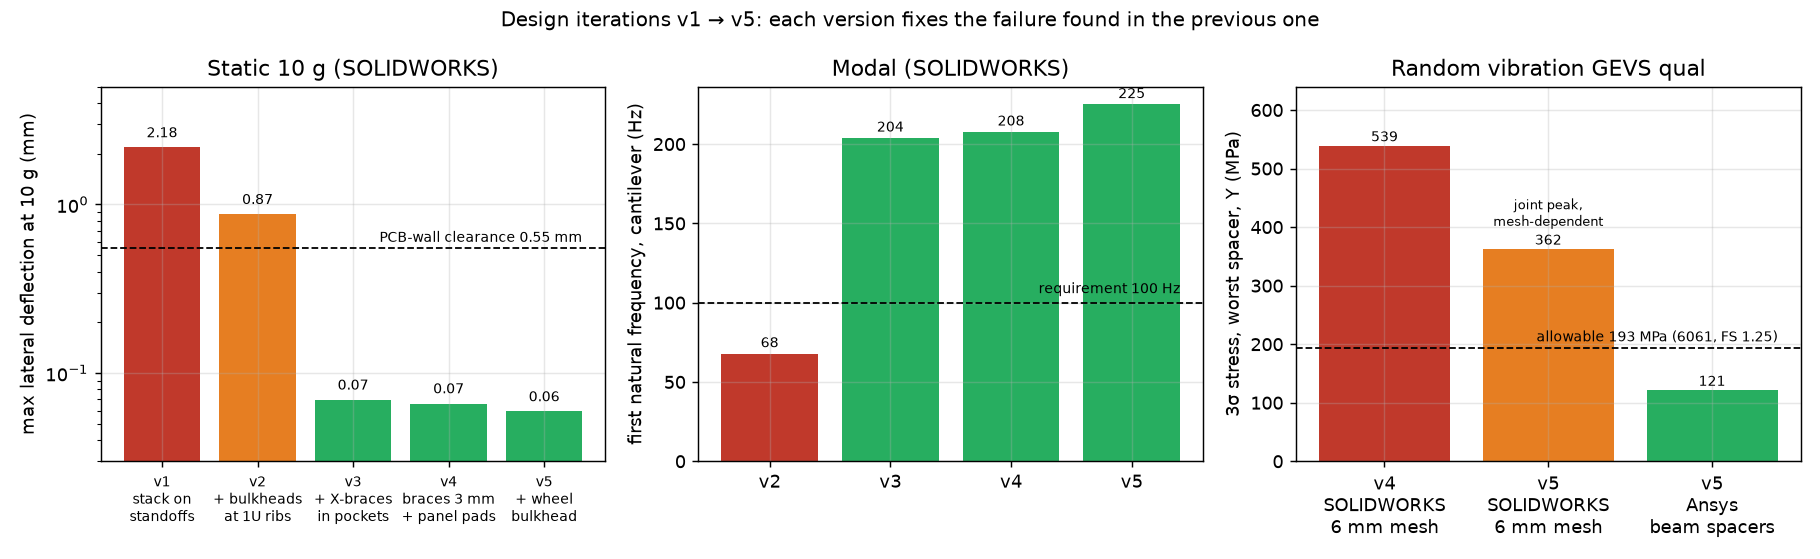 Design iterations v1 → v5: each version fixes the failure found in the previous one
Static 10 g (SOLIDWORKS)
max lateral deflection at 10 g (mm)
10⁰
10⁻¹
2.18
0.87
0.07
0.07
0.06
PCB-wall clearance 0.55 mm
v1
stack on
standoffs
v2
+ bulkheads
at 1U ribs
v3
+ X-braces
in pockets
v4
braces 3 mm
+ panel pads
v5
+ wheel
bulkhead
Modal (SOLIDWORKS)
first natural frequency, cantilever (Hz)
200
150
100
50
0
68
204
208
225
requirement 100 Hz
v2
v3
v4
v5
Random vibration GEVS qual
3σ stress, worst spacer, Y (MPa)
600
500
400
300
200
100
0
539
joint peak,
mesh-dependent
362
121
allowable 193 MPa (6061, FS 1.25)
v4
SOLIDWORKS
6 mm mesh
v5
SOLIDWORKS
6 mm mesh
v5
Ansys
beam spacers